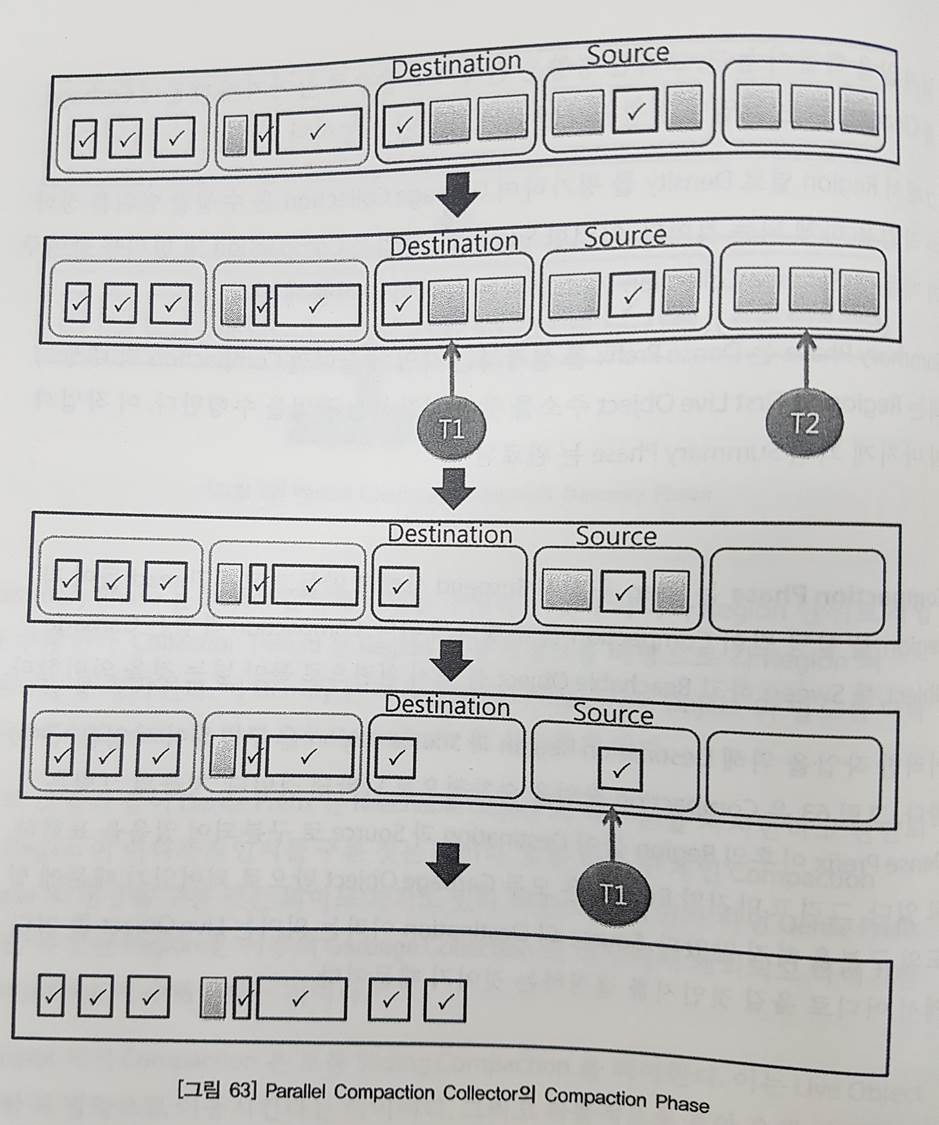 Destination
Source
Destination
Source
T1
T2
Destination
Source
Destination
Source
T1
[그림 63] Parallel Compaction Collector의 Compaction Phase